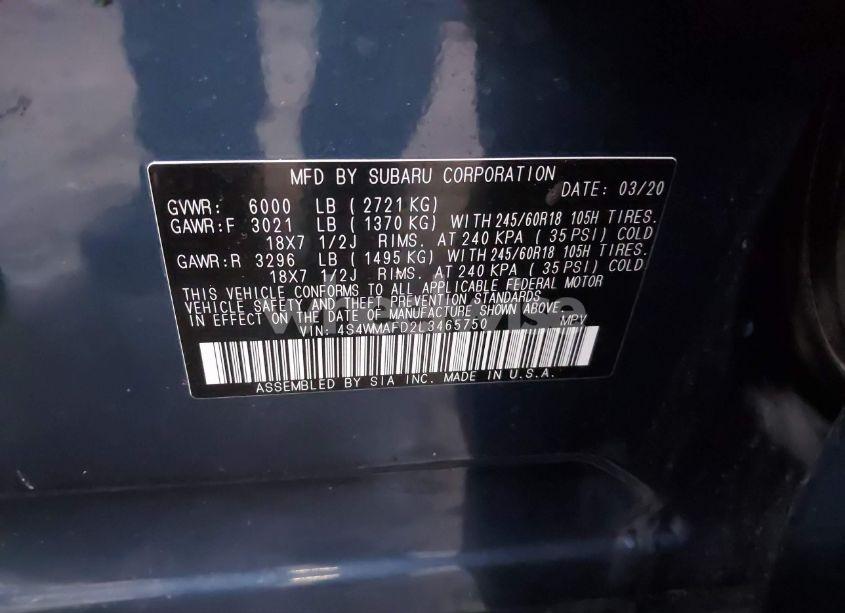 MFD BY SUBARU CORPORATION
DATE: 03/20
GVWR: 6000 LB ( 2721 KG)
GAWR:F 3021 LB ( 1370 KG) WITH 245/60R18 105H TIRES.
18X7 1/2J RIMS. AT 240 KPA ( 35 PSI) COLD
GAWR:R 3296 LB ( 1495 KG) WITH 245/60R18 105H TIRES.
18X7 1/2J RIMS. AT 240 KPA ( 35 PSI) COLD
THIS VEHICLE CONFORMS TO ALL APPLICABLE FEDERAL MOTOR
VEHICLE SAFETY AND THEFT PREVENTION STANDARDS
IN EFFECT ON THE DATE OF MANUFACTURE SHOWN ABOVE.
VIN: 4S4WMAFD2L3465750 MPV
ASSEMBLED BY SIA INC. MADE IN U.S.A.